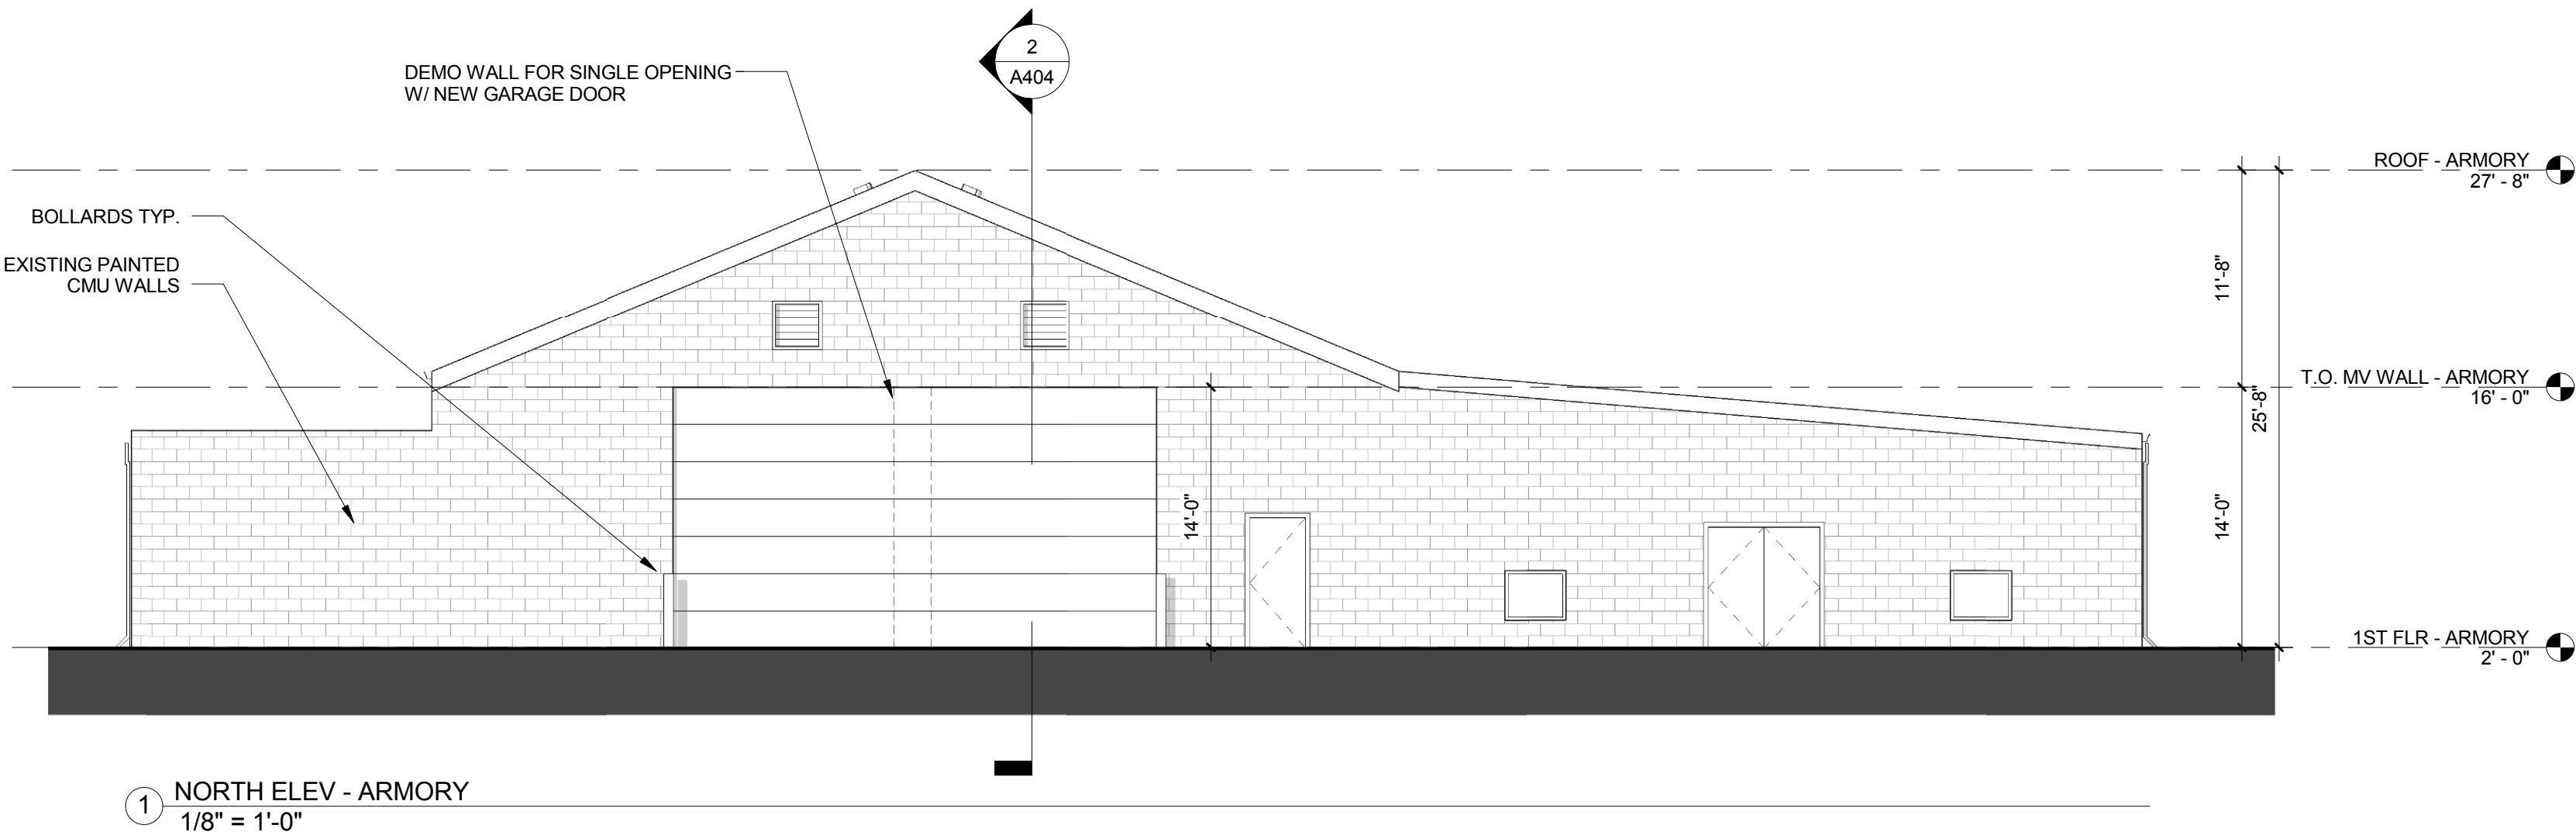 2
A404
DEMO WALL FOR SINGLE OPENING
W/ NEW GARAGE DOOR
ROOF - ARMORY
27' - 8"
BOLLARDS TYP.
EXISTING PAINTED
CMU WALLS
11'-8"
T.O. MV WALL - ARMORY
16' - 0"
25'-8"
14'-0"
14'-0"
1ST FLR - ARMORY
2' - 0"
1 NORTH ELEV - ARMORY
1/8" = 1'-0"